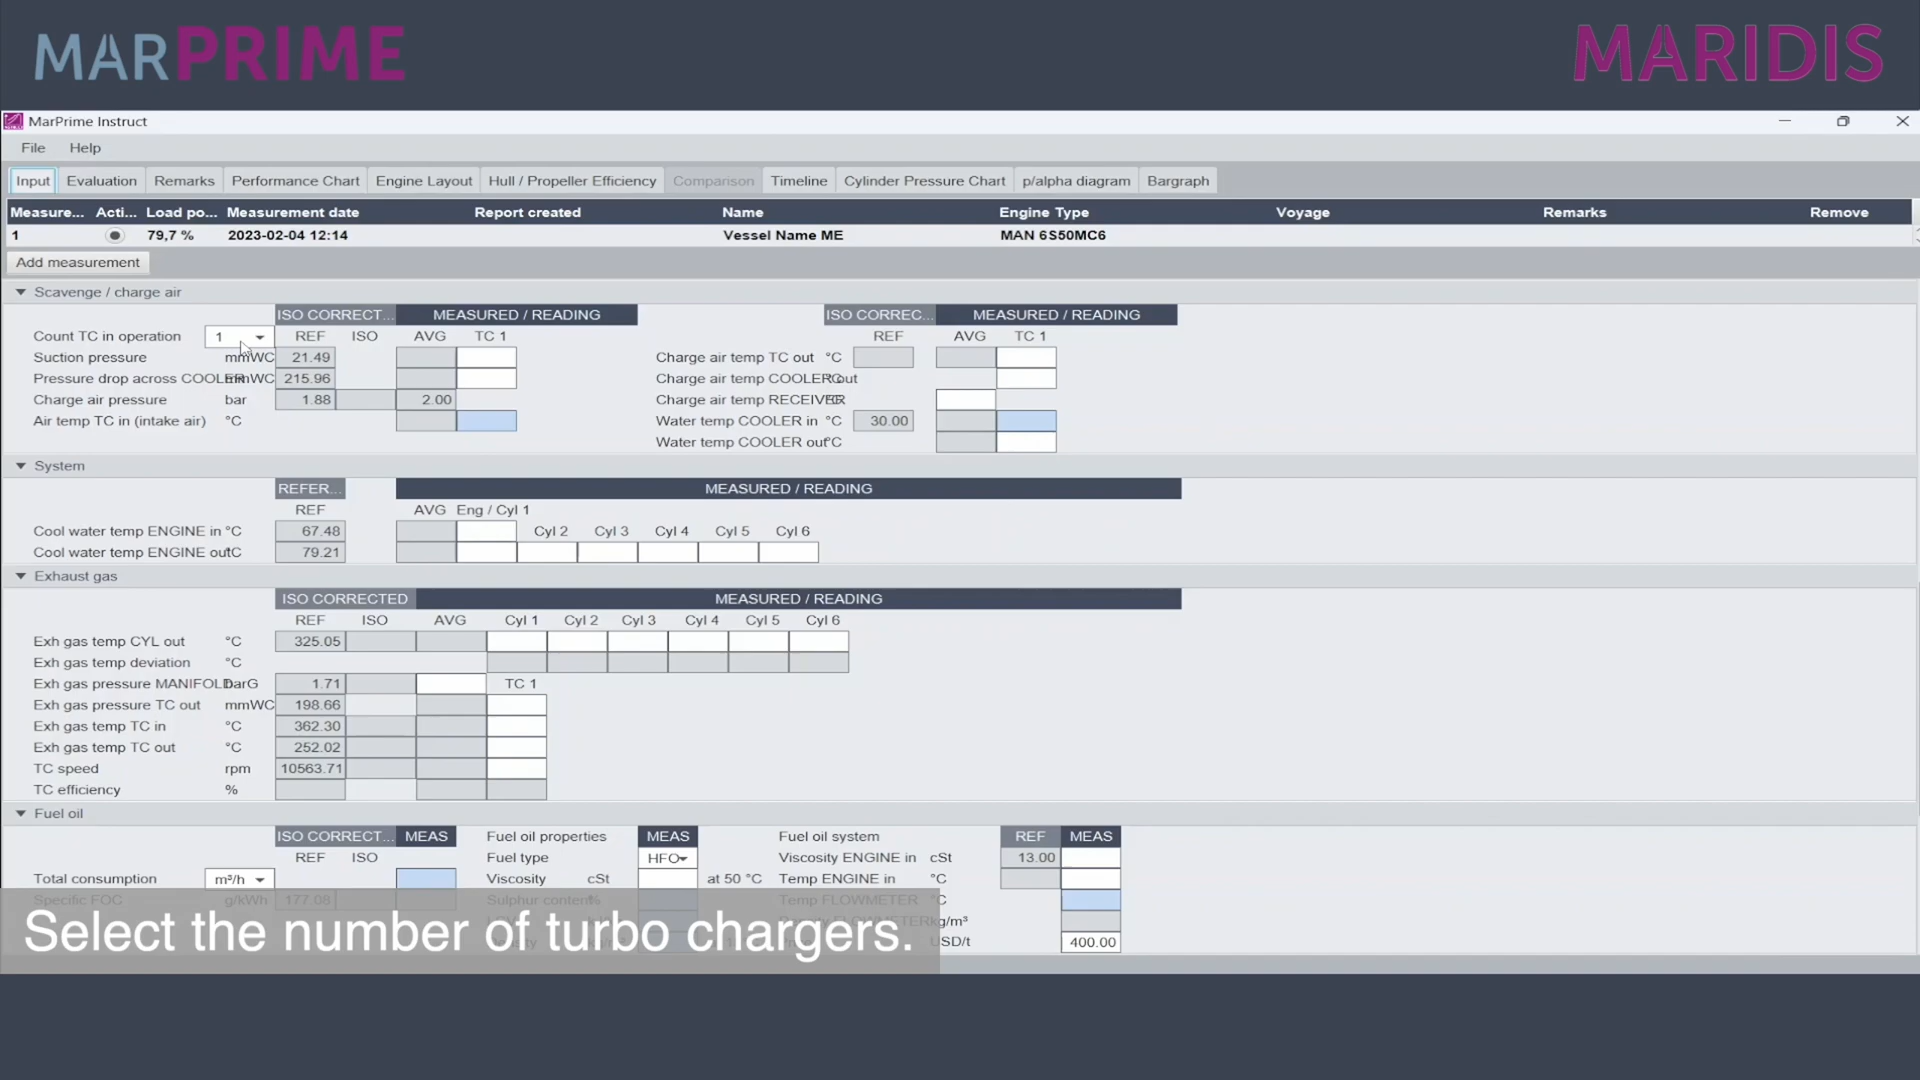 MARPRIME
MARIDIS
MarPrime Instruct
File Help
Input Evaluation Remarks Performance Chart Engine Layout Hull / Propeller Efficiency Comparison Timeline Cylinder Pressure Chart p/alpha diagram Bargraph
Measure... Acti... Load po... Measurement date Report created Name Engine Type Voyage Remarks Remove
1 79,7 % 2023-02-04 12:14 Vessel Name ME MAN 6S50MC6
Add measurement
Scavenge / charge air
ISO CORRECT... MEASURED / READING ISO CORREC... MEASURED / READING
Count TC in operation 1 REF ISO AVG TC 1 REF AVG TC 1
Suction pressure mmWC 21.49 Charge air temp TC out °C
Pressure drop across COOLER mmWC 215.96 Charge air temp COOLER out °C
Charge air pressure bar 1.88 2.00 Charge air temp RECEIVER °C
Air temp TC in (intake air) °C Water temp COOLER in °C 30.00
Water temp COOLER out °C
System
REFER... MEASURED / READING
REF AVG Eng / Cyl 1
Cool water temp ENGINE in °C 67.48 Cyl 2 Cyl 3 Cyl 4 Cyl 5 Cyl 6
Cool water temp ENGINE out °C 79.21
Exhaust gas
ISO CORRECTED MEASURED / READING
REF ISO AVG Cyl 1 Cyl 2 Cyl 3 Cyl 4 Cyl 5 Cyl 6
Exh gas temp CYL out °C 325.05
Exh gas temp deviation °C
Exh gas pressure MANIFOLD barG 1.71 TC 1
Exh gas pressure TC out mmWC 198.66
Exh gas temp TC in °C 362.30
Exh gas temp TC out °C 252.02
TC speed rpm 10563.71
TC efficiency %
Fuel oil
ISO CORRECT... MEAS Fuel oil properties MEAS Fuel oil system REF MEAS
REF ISO Fuel type HFO Viscosity ENGINE in cSt 13.00
Total consumption m³/h Viscosity cSt at 50 °C Temp ENGINE in °C
Specific FOC g/kWh 177.08 Sulphur content % Temp FLOWMETER °C
FLOWMETER kg/m³
USD/t 400.00
Select the number of turbo chargers.